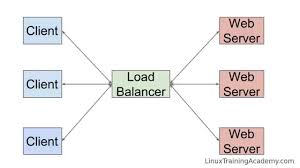 Client
Web
Server
Client
Load
Balancer
Web
Server
Client
Web
Server
LinuxTrainingAcademy.com